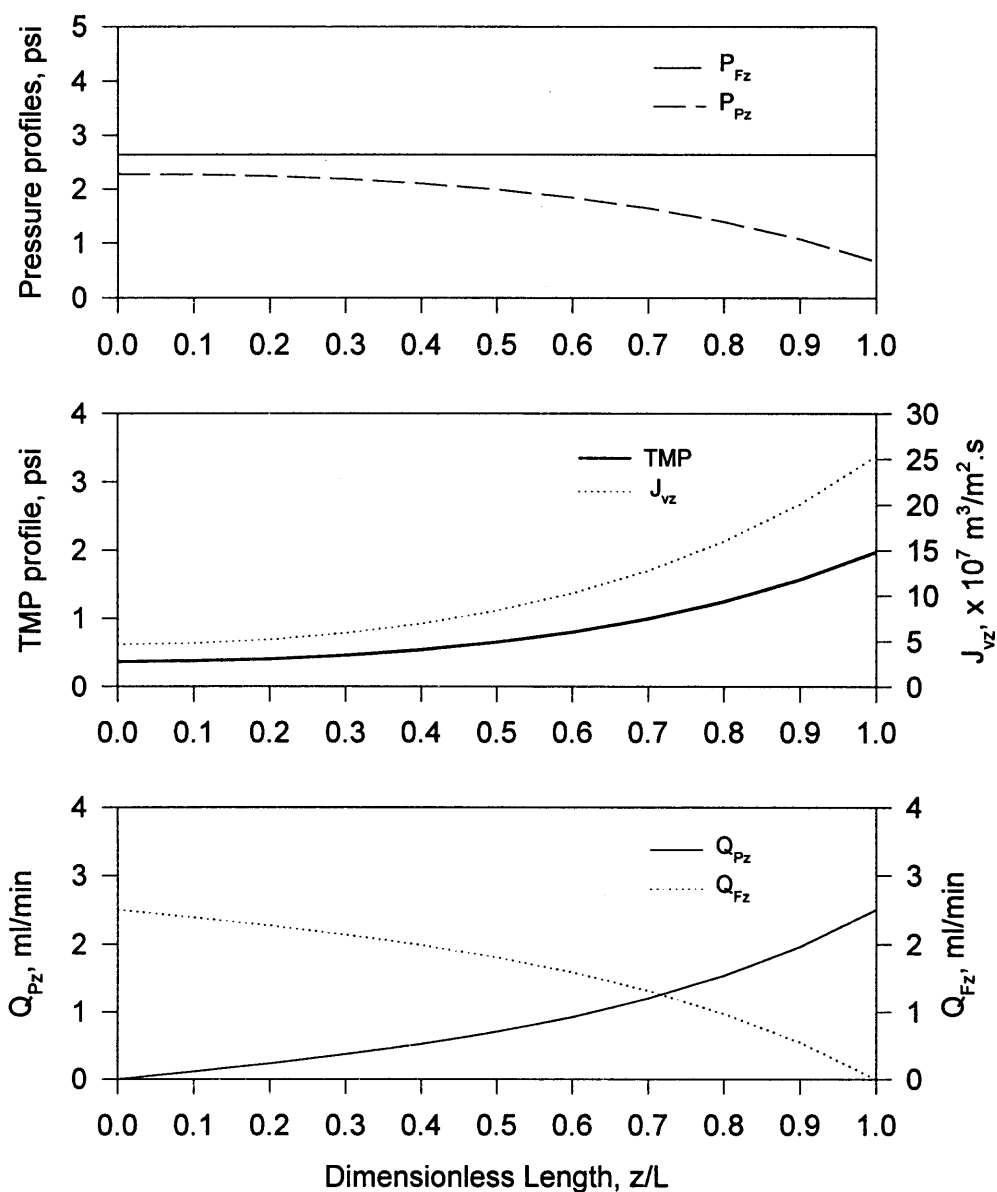 Pressure profiles, psi
5
4
3
2
1
0
P_Fz
P_Pz
0.0 0.1 0.2 0.3 0.4 0.5 0.6 0.7 0.8 0.9 1.0
TMP profile, psi
4
3
2
1
0
TMP
J_vz
30
25
20
15
10
5
0
J_vz, x 10^7 m^3/m^2.s
0.0 0.1 0.2 0.3 0.4 0.5 0.6 0.7 0.8 0.9 1.0
Q_Pz, ml/min
4
3
2
1
0
Q_Pz
Q_Fz
4
3
2
1
0
Q_Fz, ml/min
0.0 0.1 0.2 0.3 0.4 0.5 0.6 0.7 0.8 0.9 1.0
Dimensionless Length, z/L